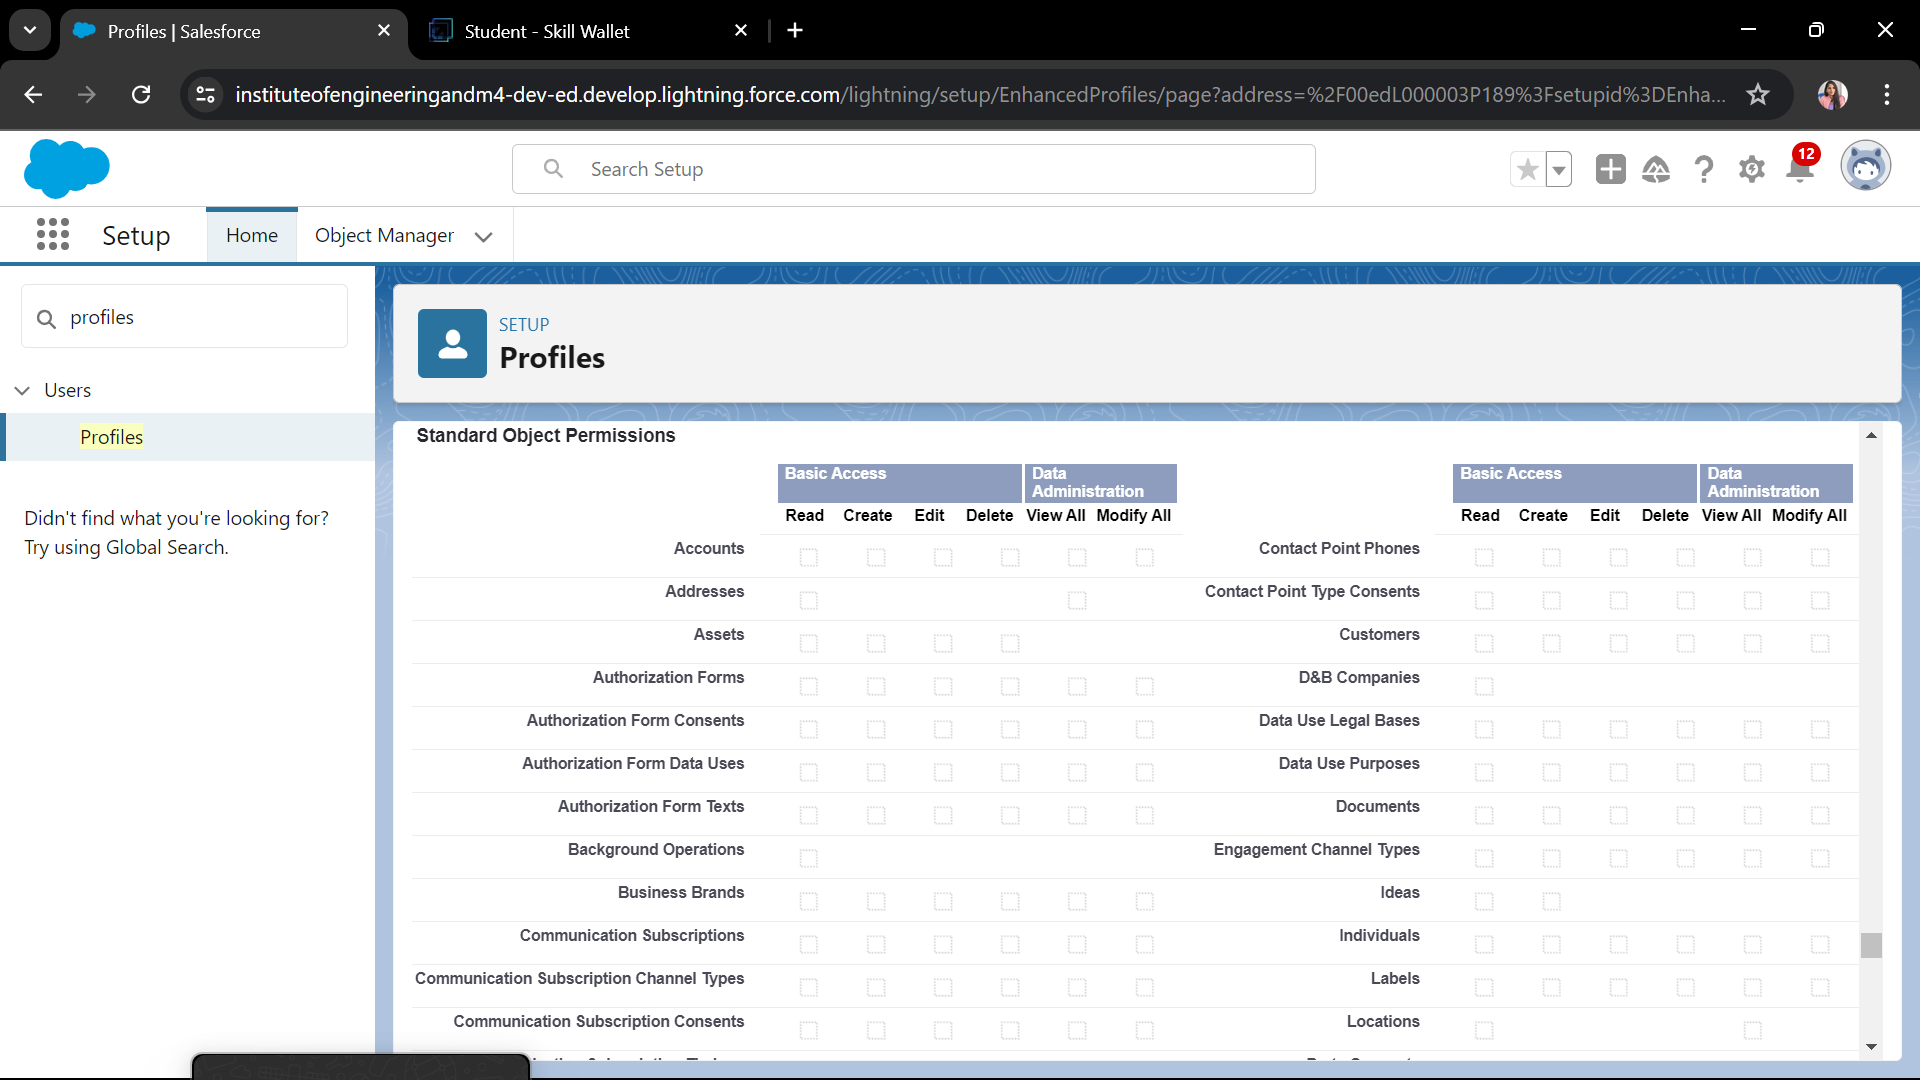 Profiles | Salesforce
Student - Skill Wallet
instituteofengineeringandm4-dev-ed.develop.lightning.force.com/lightning/setup/EnhancedProfiles/page?address=%2F00edL000003P189%3Fsetupid%3DEnha...
Search Setup
12
Setup
Home
Object Manager
profiles
Users
Profiles
Didn't find what you're looking for?
Try using Global Search.
SETUP
Profiles
Standard Object Permissions
Basic Access Data Administration Basic Access Data Administration
Read Create Edit Delete View All Modify All Read Create Edit Delete View All Modify All
Accounts Contact Point Phones
Addresses Contact Point Type Consents
Assets Customers
Authorization Forms D&B Companies
Authorization Form Consents Data Use Legal Bases
Authorization Form Data Uses Data Use Purposes
Authorization Form Texts Documents
Background Operations Engagement Channel Types
Business Brands Ideas
Communication Subscriptions Individuals
Communication Subscription Channel Types Labels
Communication Subscription Consents Locations